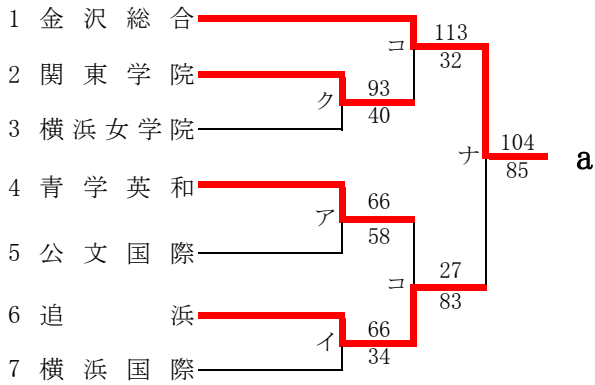 1 金沢総合
コ 113
32
2 関東学院
ク 93
40
3 横浜女学院
ナ 104
85
a
4 青学英和
ア 66
58
5 公文国際
コ 27
83
6 追浜
イ 66
34
7 横浜国際